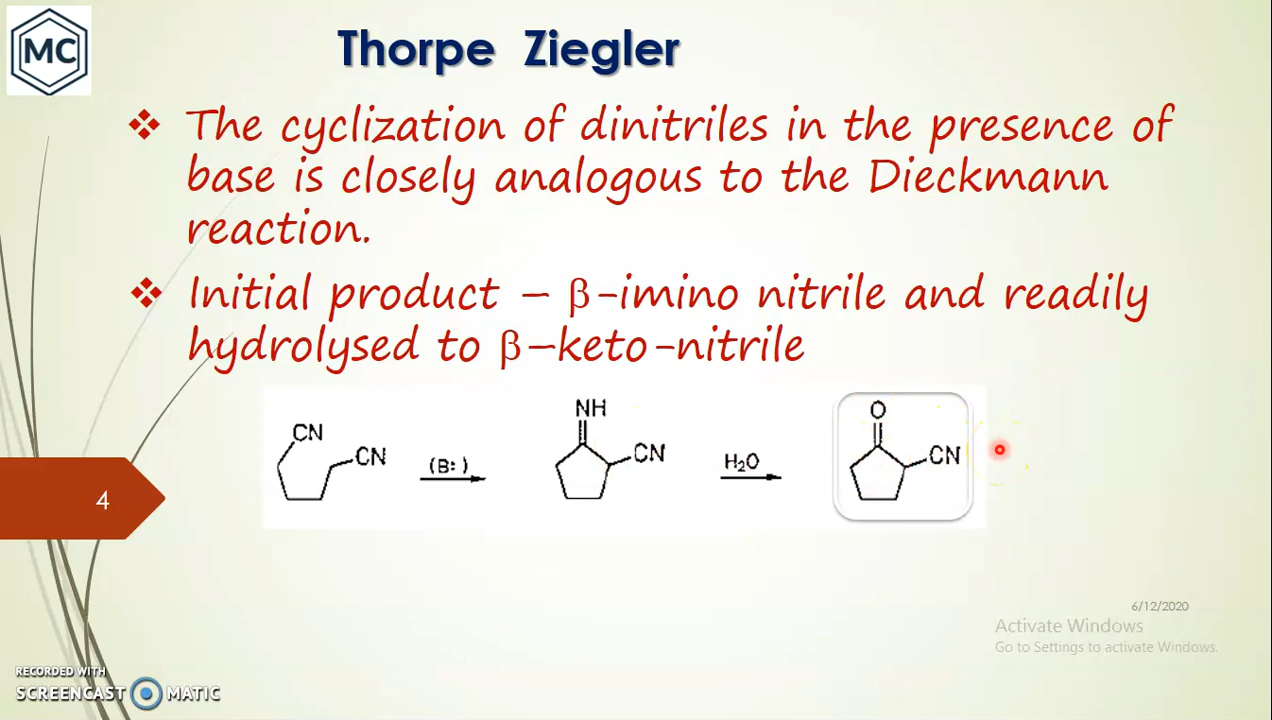 MC
Thorpe Ziegler
❖ The cyclization of dinitriles in the presence of
base is closely analogous to the Dieckmann
reaction.
❖ Initial product – β-imino nitrile and readily
hydrolysed to β–keto-nitrile
CN
CN
(B:)
NH
CN
H₂O
O
CN
4
6/12/2020
Activate Windows
Go to Settings to activate Windows.
RECORDED WITH
SCREENCAST MATIC